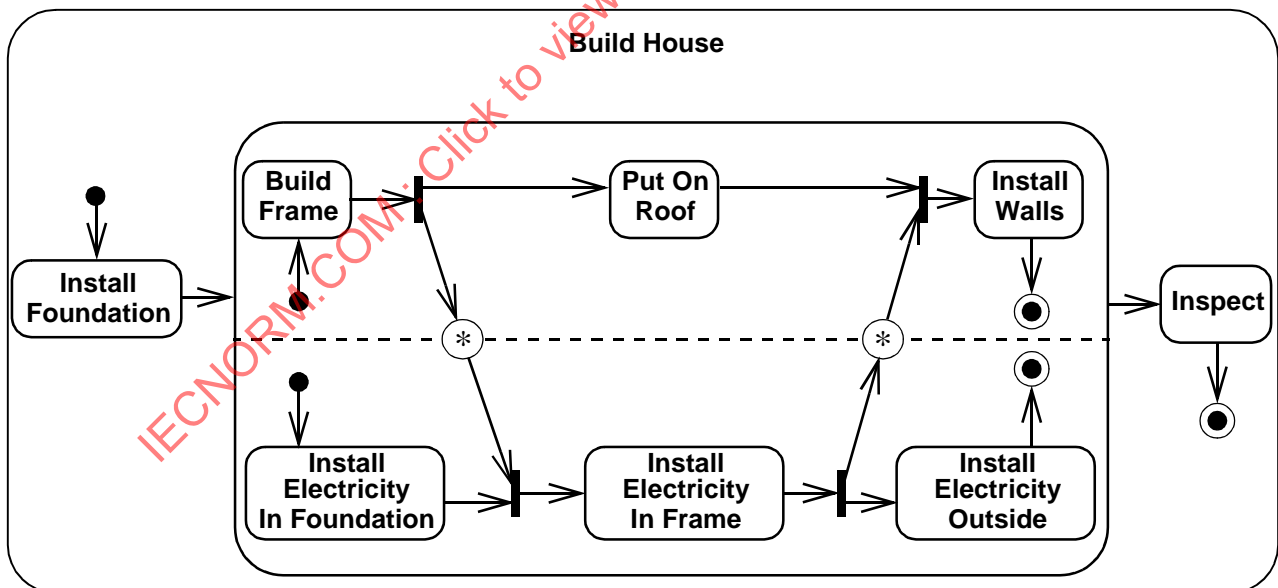 Build House
Build
Frame
Put On
Roof
Install
Walls
Install
Foundation
Inspect
*
*
Install
Electricity
In Foundation
Install
Electricity
In Frame
Install
Electricity
Outside
IECNORM.COM : Click to view